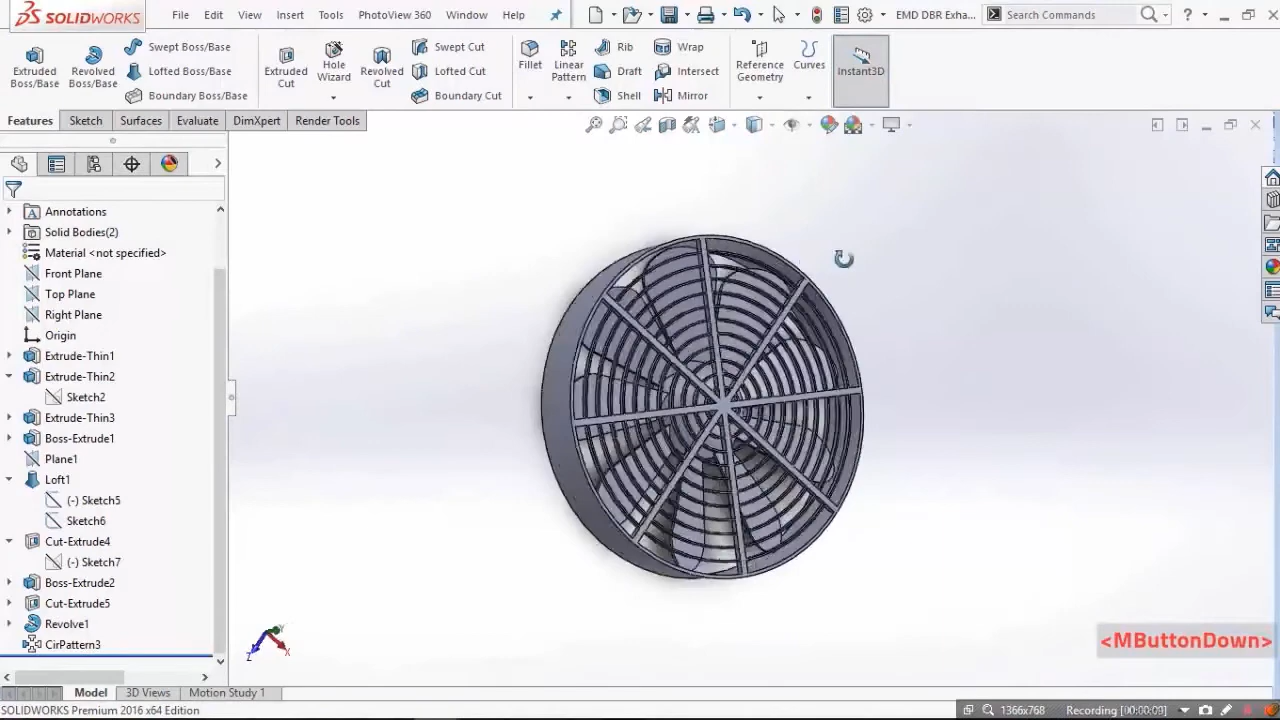 SOLIDWORKS
File Edit View Insert Tools PhotoView 360 Window Help
EMD DBR Exha...
Search Commands
Extruded Boss/Base
Revolved Boss/Base
Swept Boss/Base
Lofted Boss/Base
Boundary Boss/Base
Extruded Cut
Hole Wizard
Revolved Cut
Swept Cut
Lofted Cut
Boundary Cut
Fillet
Linear Pattern
Rib
Draft
Shell
Wrap
Intersect
Mirror
Reference Geometry
Curves
Instant3D
Features Sketch Surfaces Evaluate DimXpert Render Tools
Annotations
Solid Bodies(2)
Material <not specified>
Front Plane
Top Plane
Right Plane
Origin
Extrude-Thin1
Extrude-Thin2
Sketch2
Extrude-Thin3
Boss-Extrude1
Plane1
Loft1
(-) Sketch5
Sketch6
Cut-Extrude4
(-) Sketch7
Boss-Extrude2
Cut-Extrude5
Revolve1
CirPattern3
Y
X
Z
<MButtonDown>
Model 3D Views Motion Study 1
SOLIDWORKS Premium 2016 x64 Edition
1366x768 Recording [00:00:09]